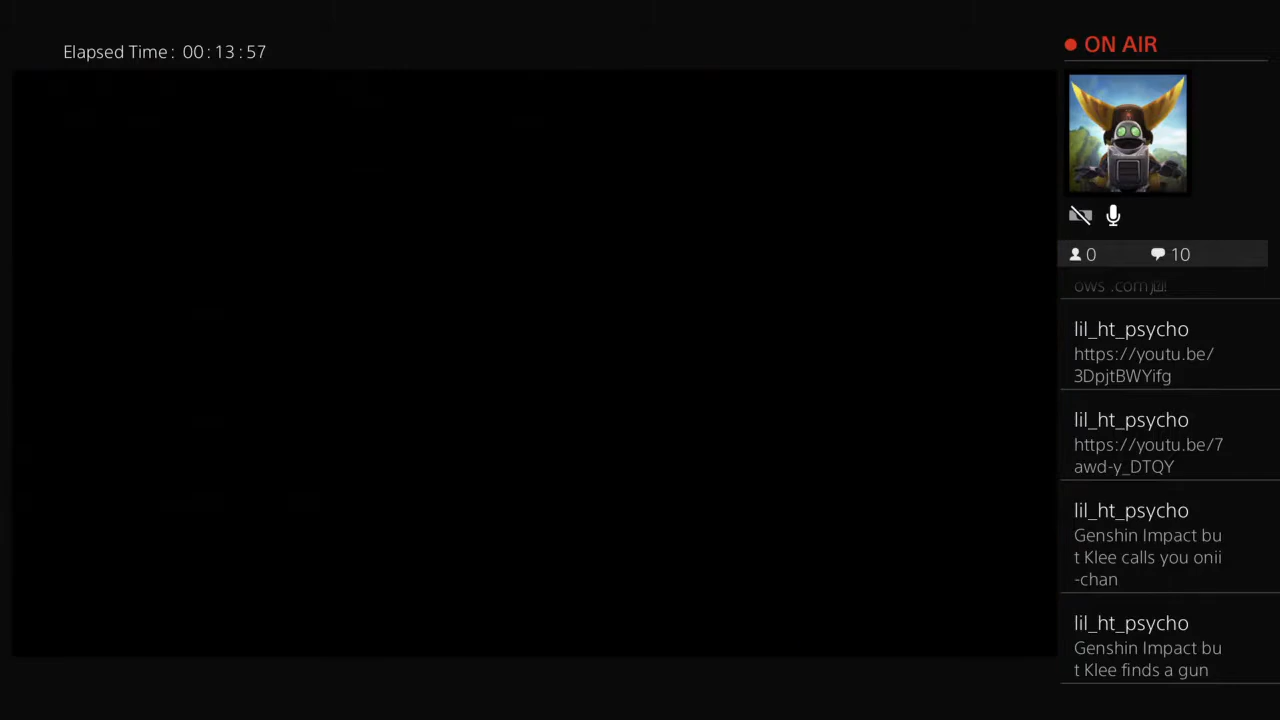 Elapsed Time: 00:13:57
ON AIR
0 10
lil_ht_psycho
https://youtu.be/
3DpjtBWYifg
lil_ht_psycho
https://youtu.be/7
awd-y_DTQY
lil_ht_psycho
Genshin Impact bu
t Klee calls you onii
-chan
lil_ht_psycho
Genshin Impact bu
t Klee finds a gun